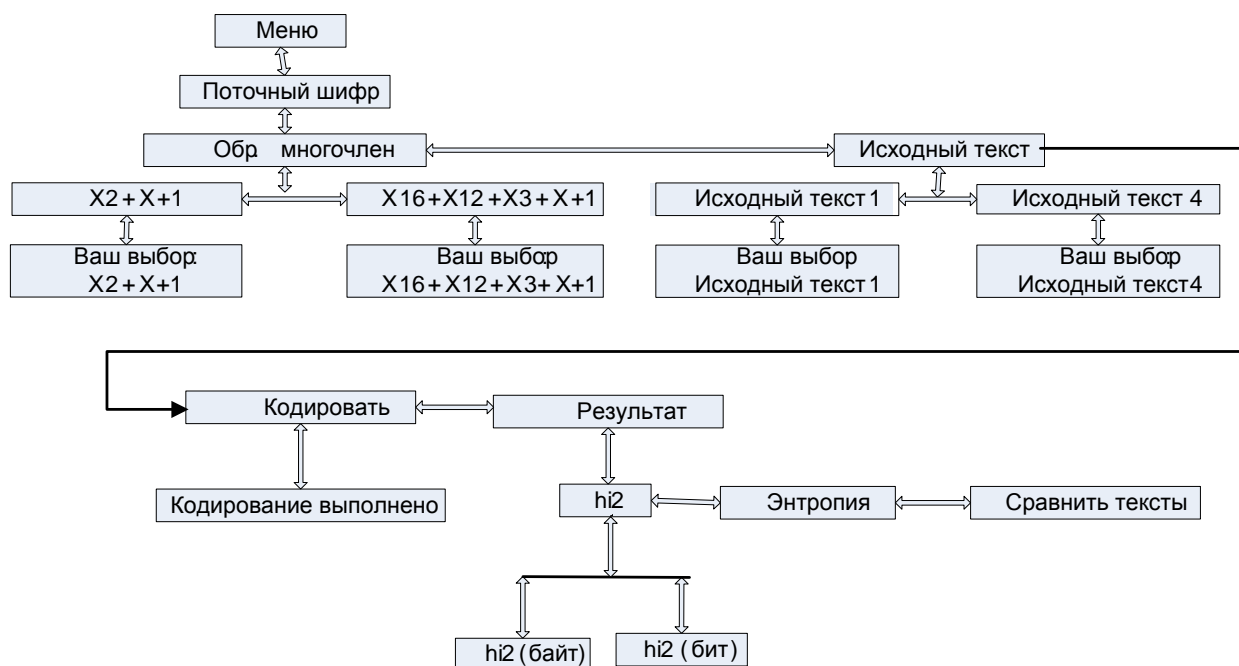 Меню
Поточный шифр
Обр. многочлен
Исходный текст
X2+X+1
X16+X12+X3+X+1
Исходный текст 1
Исходный текст 4
Ваш выбор:
X2+X+1
Ваш выбор
X16+X12+X3+X+1
Ваш выбор
Исходный текст 1
Ваш выбор
Исходный текст 4
Кодировать
Результат
Кодирование выполнено
hi2
Энтропия
Сравнить тексты
hi2 (байт)
hi2 (бит)